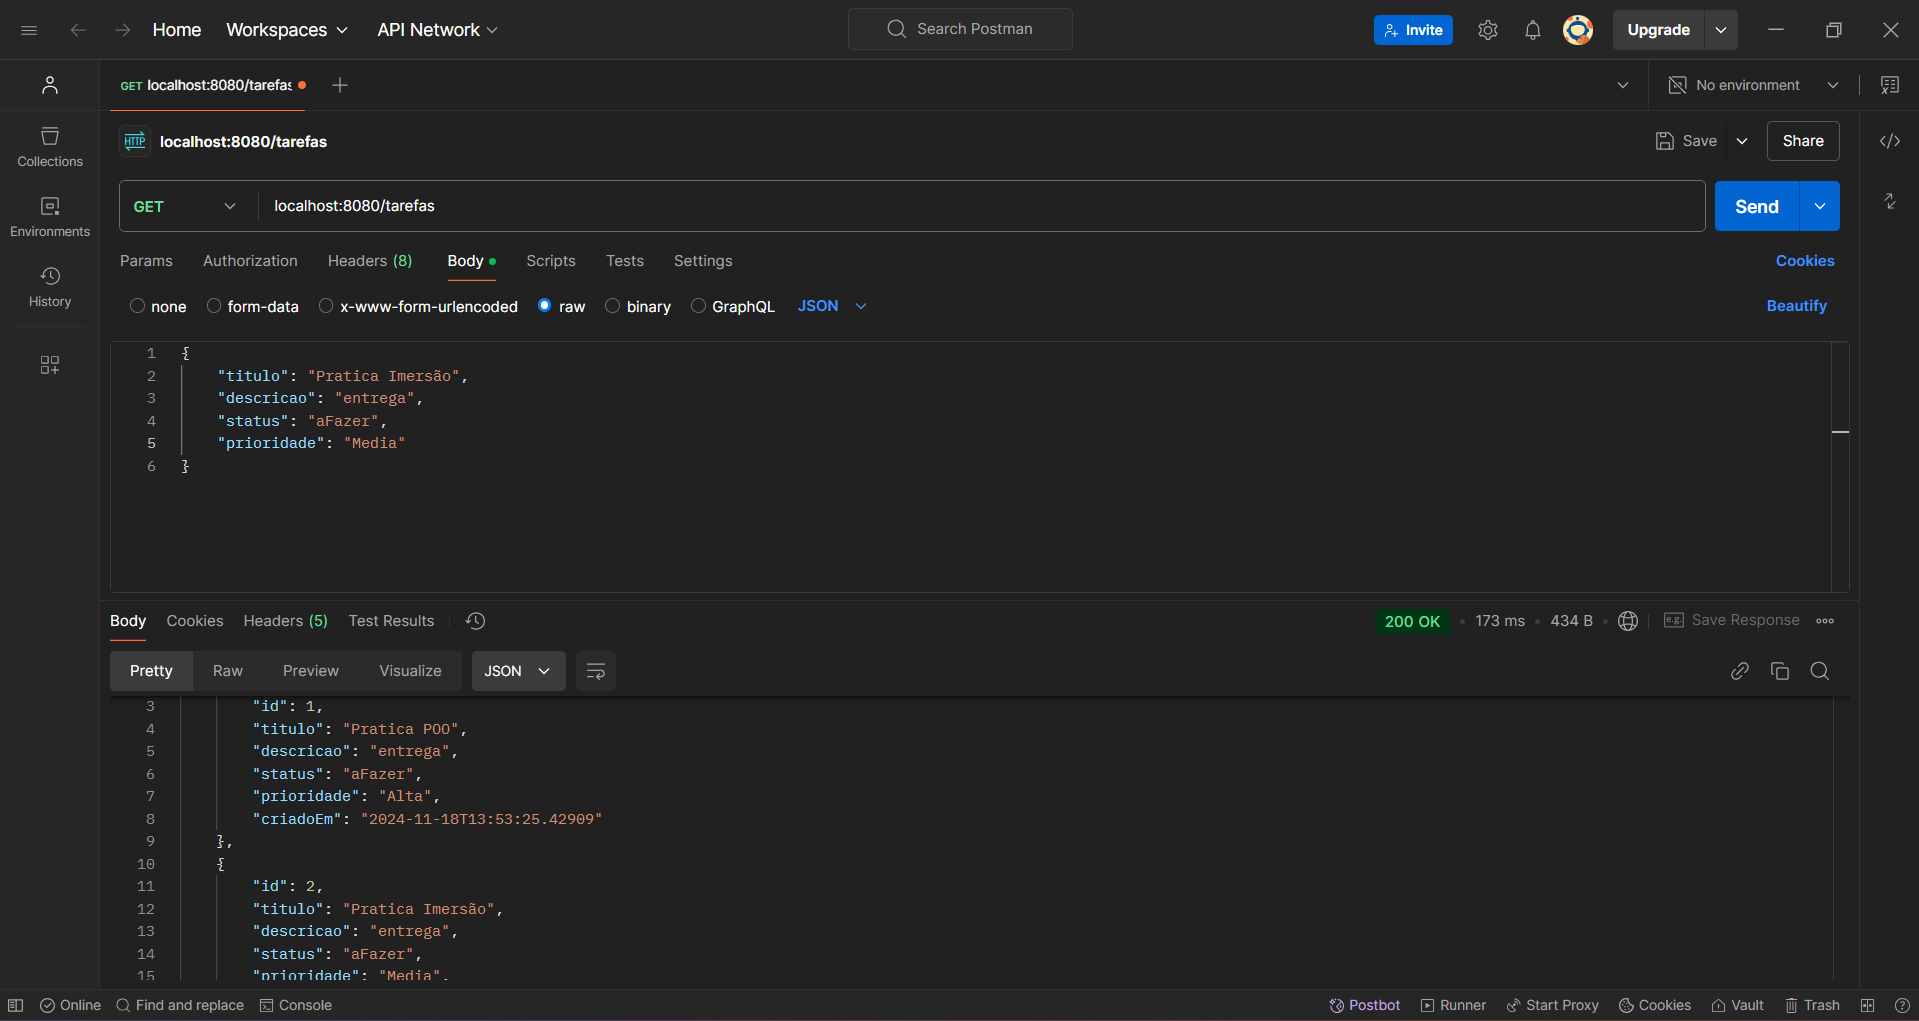 Home Workspaces API Network Search Postman Invite Upgrade
GET localhost:8080/tarefas No environment
HTTP localhost:8080/tarefas Save Share
Collections
GET localhost:8080/tarefas Send
Environments
Params Authorization Headers (8) Body Scripts Tests Settings Cookies
History
none form-data x-www-form-urlencoded raw binary GraphQL JSON Beautify
1 {
2 "titulo": "Pratica Imersão",
3 "descricao": "entrega",
4 "status": "aFazer",
5 "prioridade": "Media"
6 }
Body Cookies Headers (5) Test Results 200 OK • 173 ms • 434 B • e.g. Save Response
Pretty Raw Preview Visualize JSON
3 "id": 1,
4 "titulo": "Pratica POO",
5 "descricao": "entrega",
6 "status": "aFazer",
7 "prioridade": "Alta",
8 "criadoEm": "2024-11-18T13:53:25.42909"
9 },
10 {
11 "id": 2,
12 "titulo": "Pratica Imersão",
13 "descricao": "entrega",
14 "status": "aFazer",
15 "prioridade": "Media",
Online Find and replace Console Postbot Runner Start Proxy Cookies Vault Trash